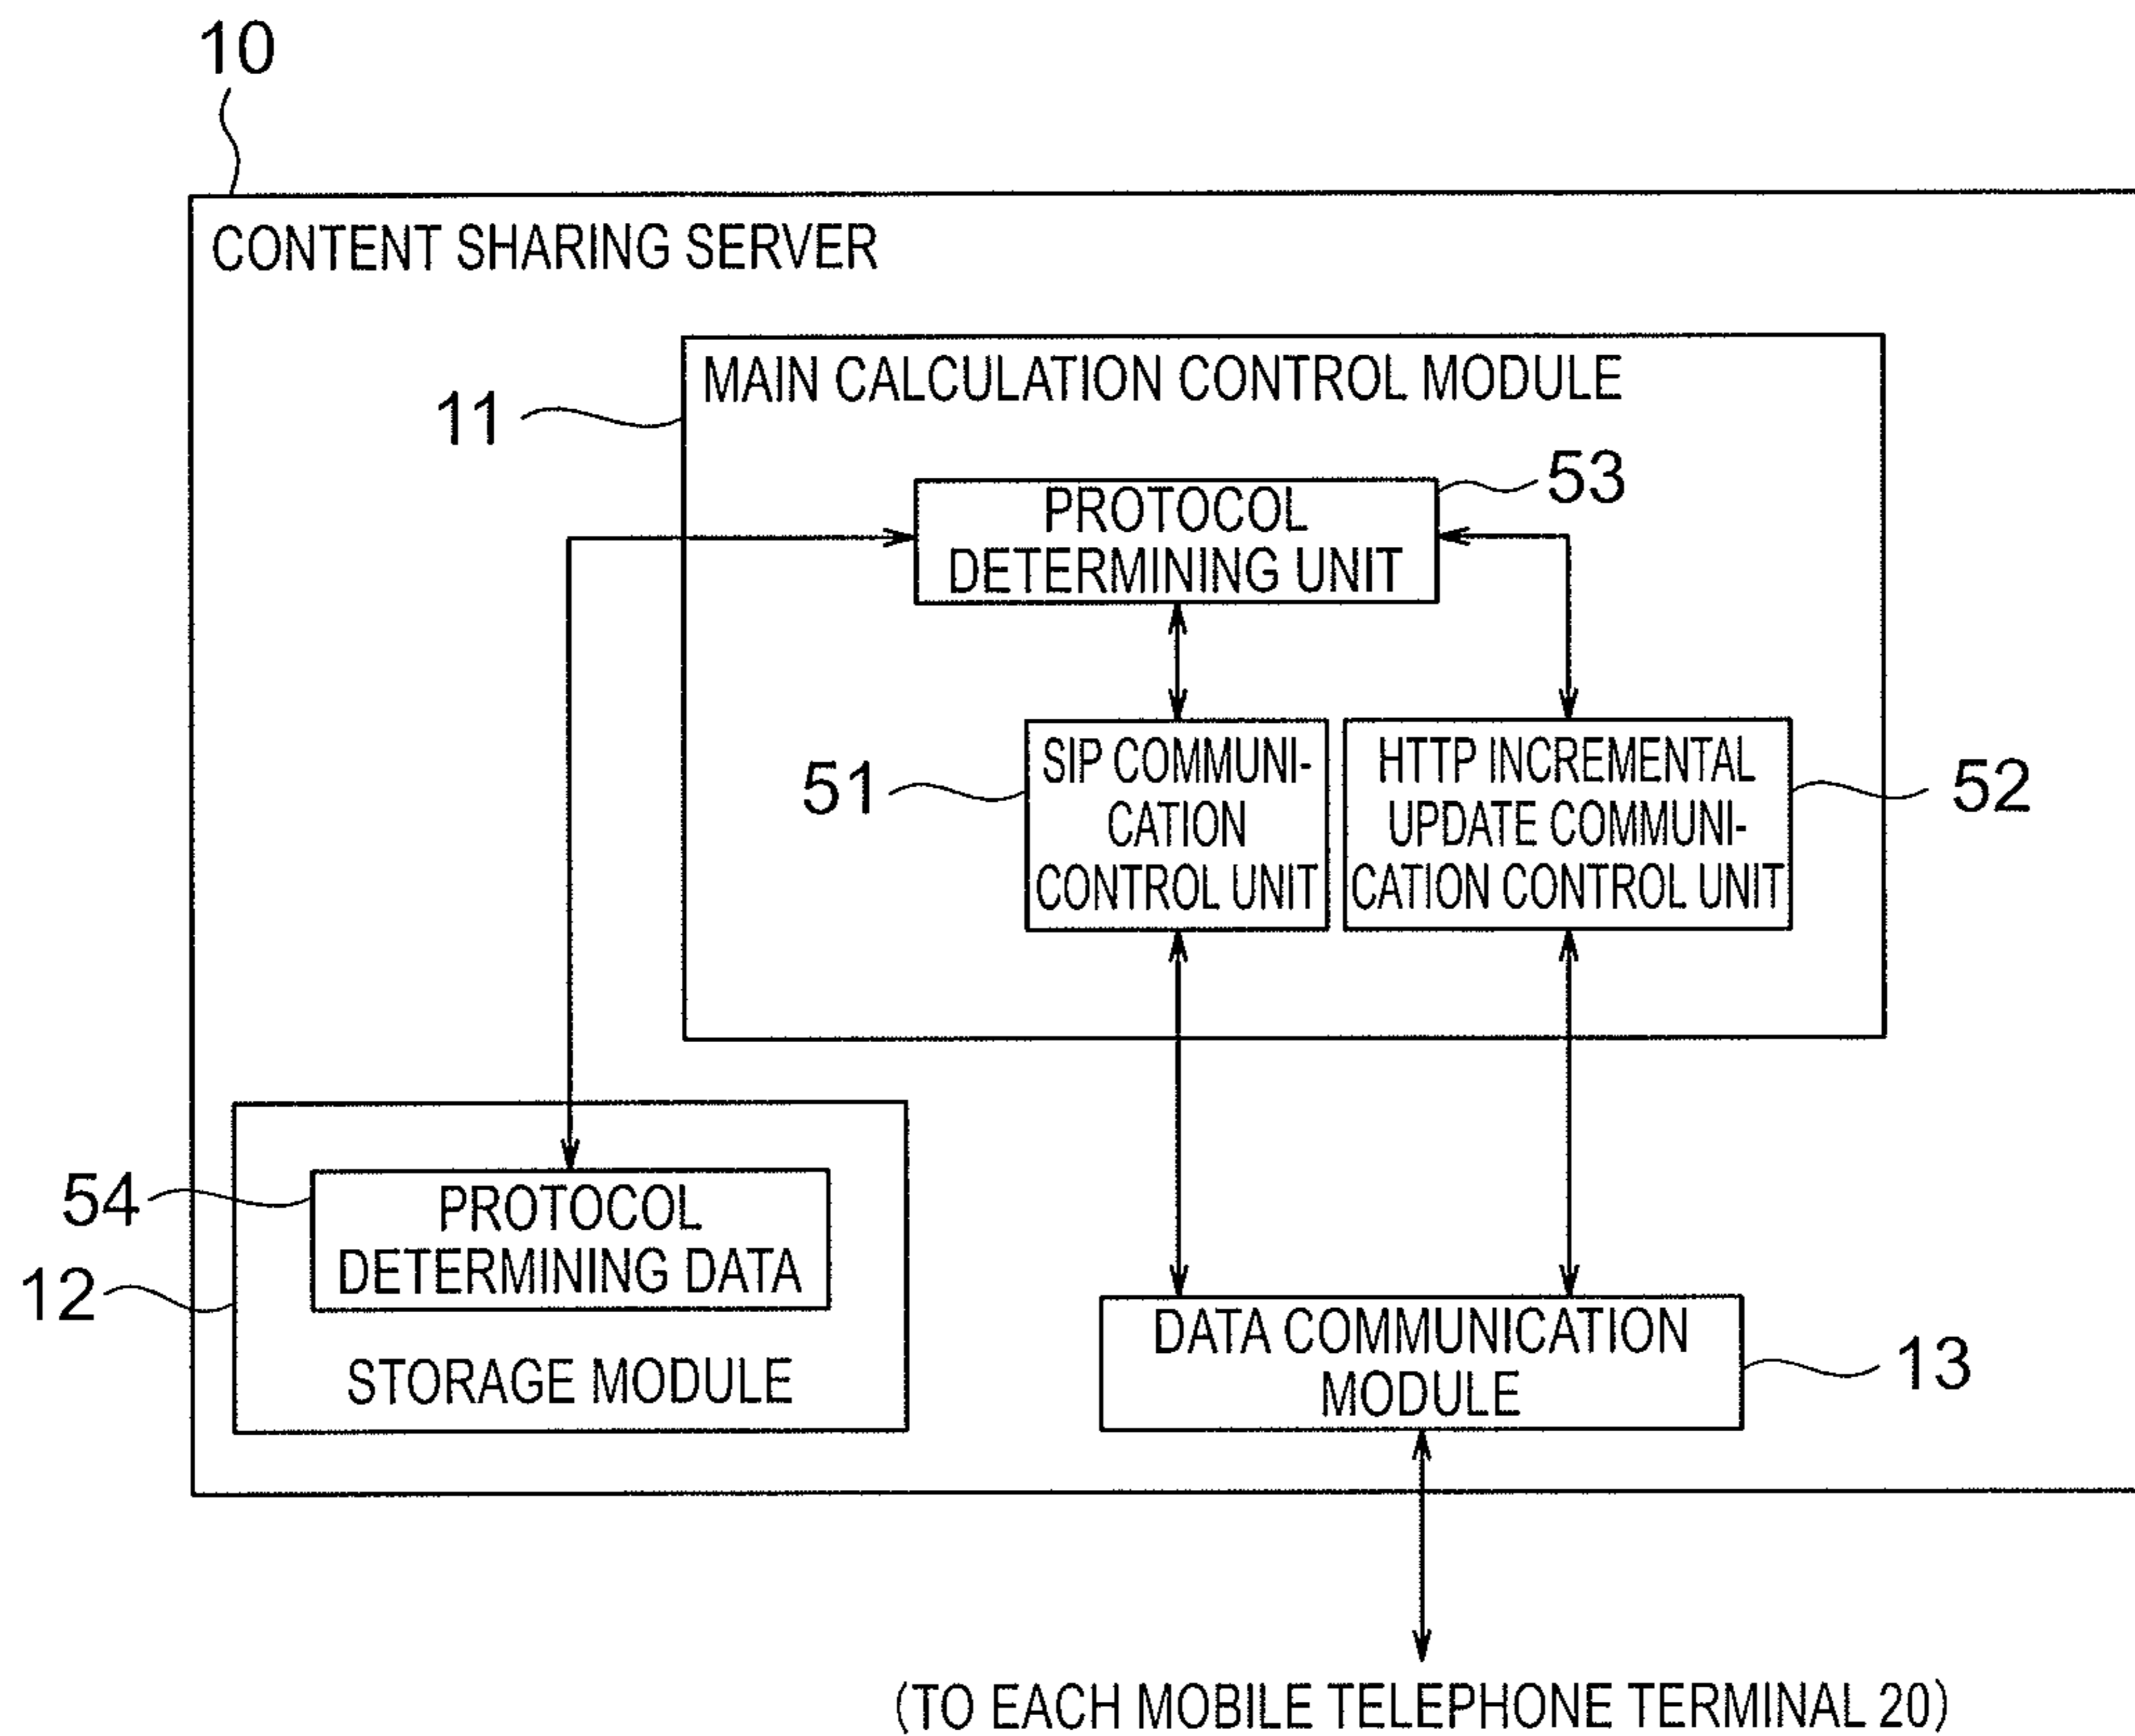 10
CONTENT SHARING SERVER
MAIN CALCULATION CONTROL MODULE
11
53
PROTOCOL
DETERMINING UNIT
51
SIP COMMUNI-
CATION
CONTROL UNIT
HTTP INCREMENTAL
UPDATE COMMUNI-
CATION CONTROL UNIT
52
54
PROTOCOL
DETERMINING DATA
12
STORAGE MODULE
DATA COMMUNICATION
MODULE
13
(TO EACH MOBILE TELEPHONE TERMINAL 20)